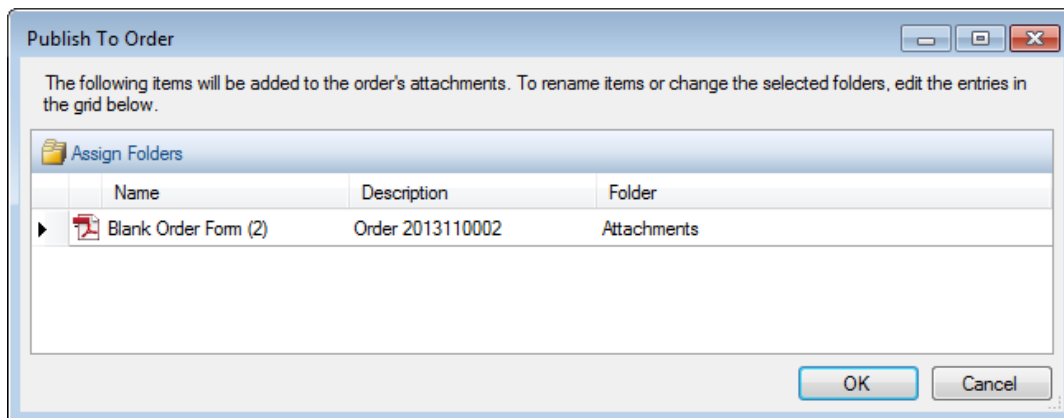 Publish To Order
The following items will be added to the order's attachments. To rename items or change the selected folders, edit the entries in
the grid below.
Assign Folders
Name Description Folder
Blank Order Form (2) Order 2013110002 Attachments
OK Cancel